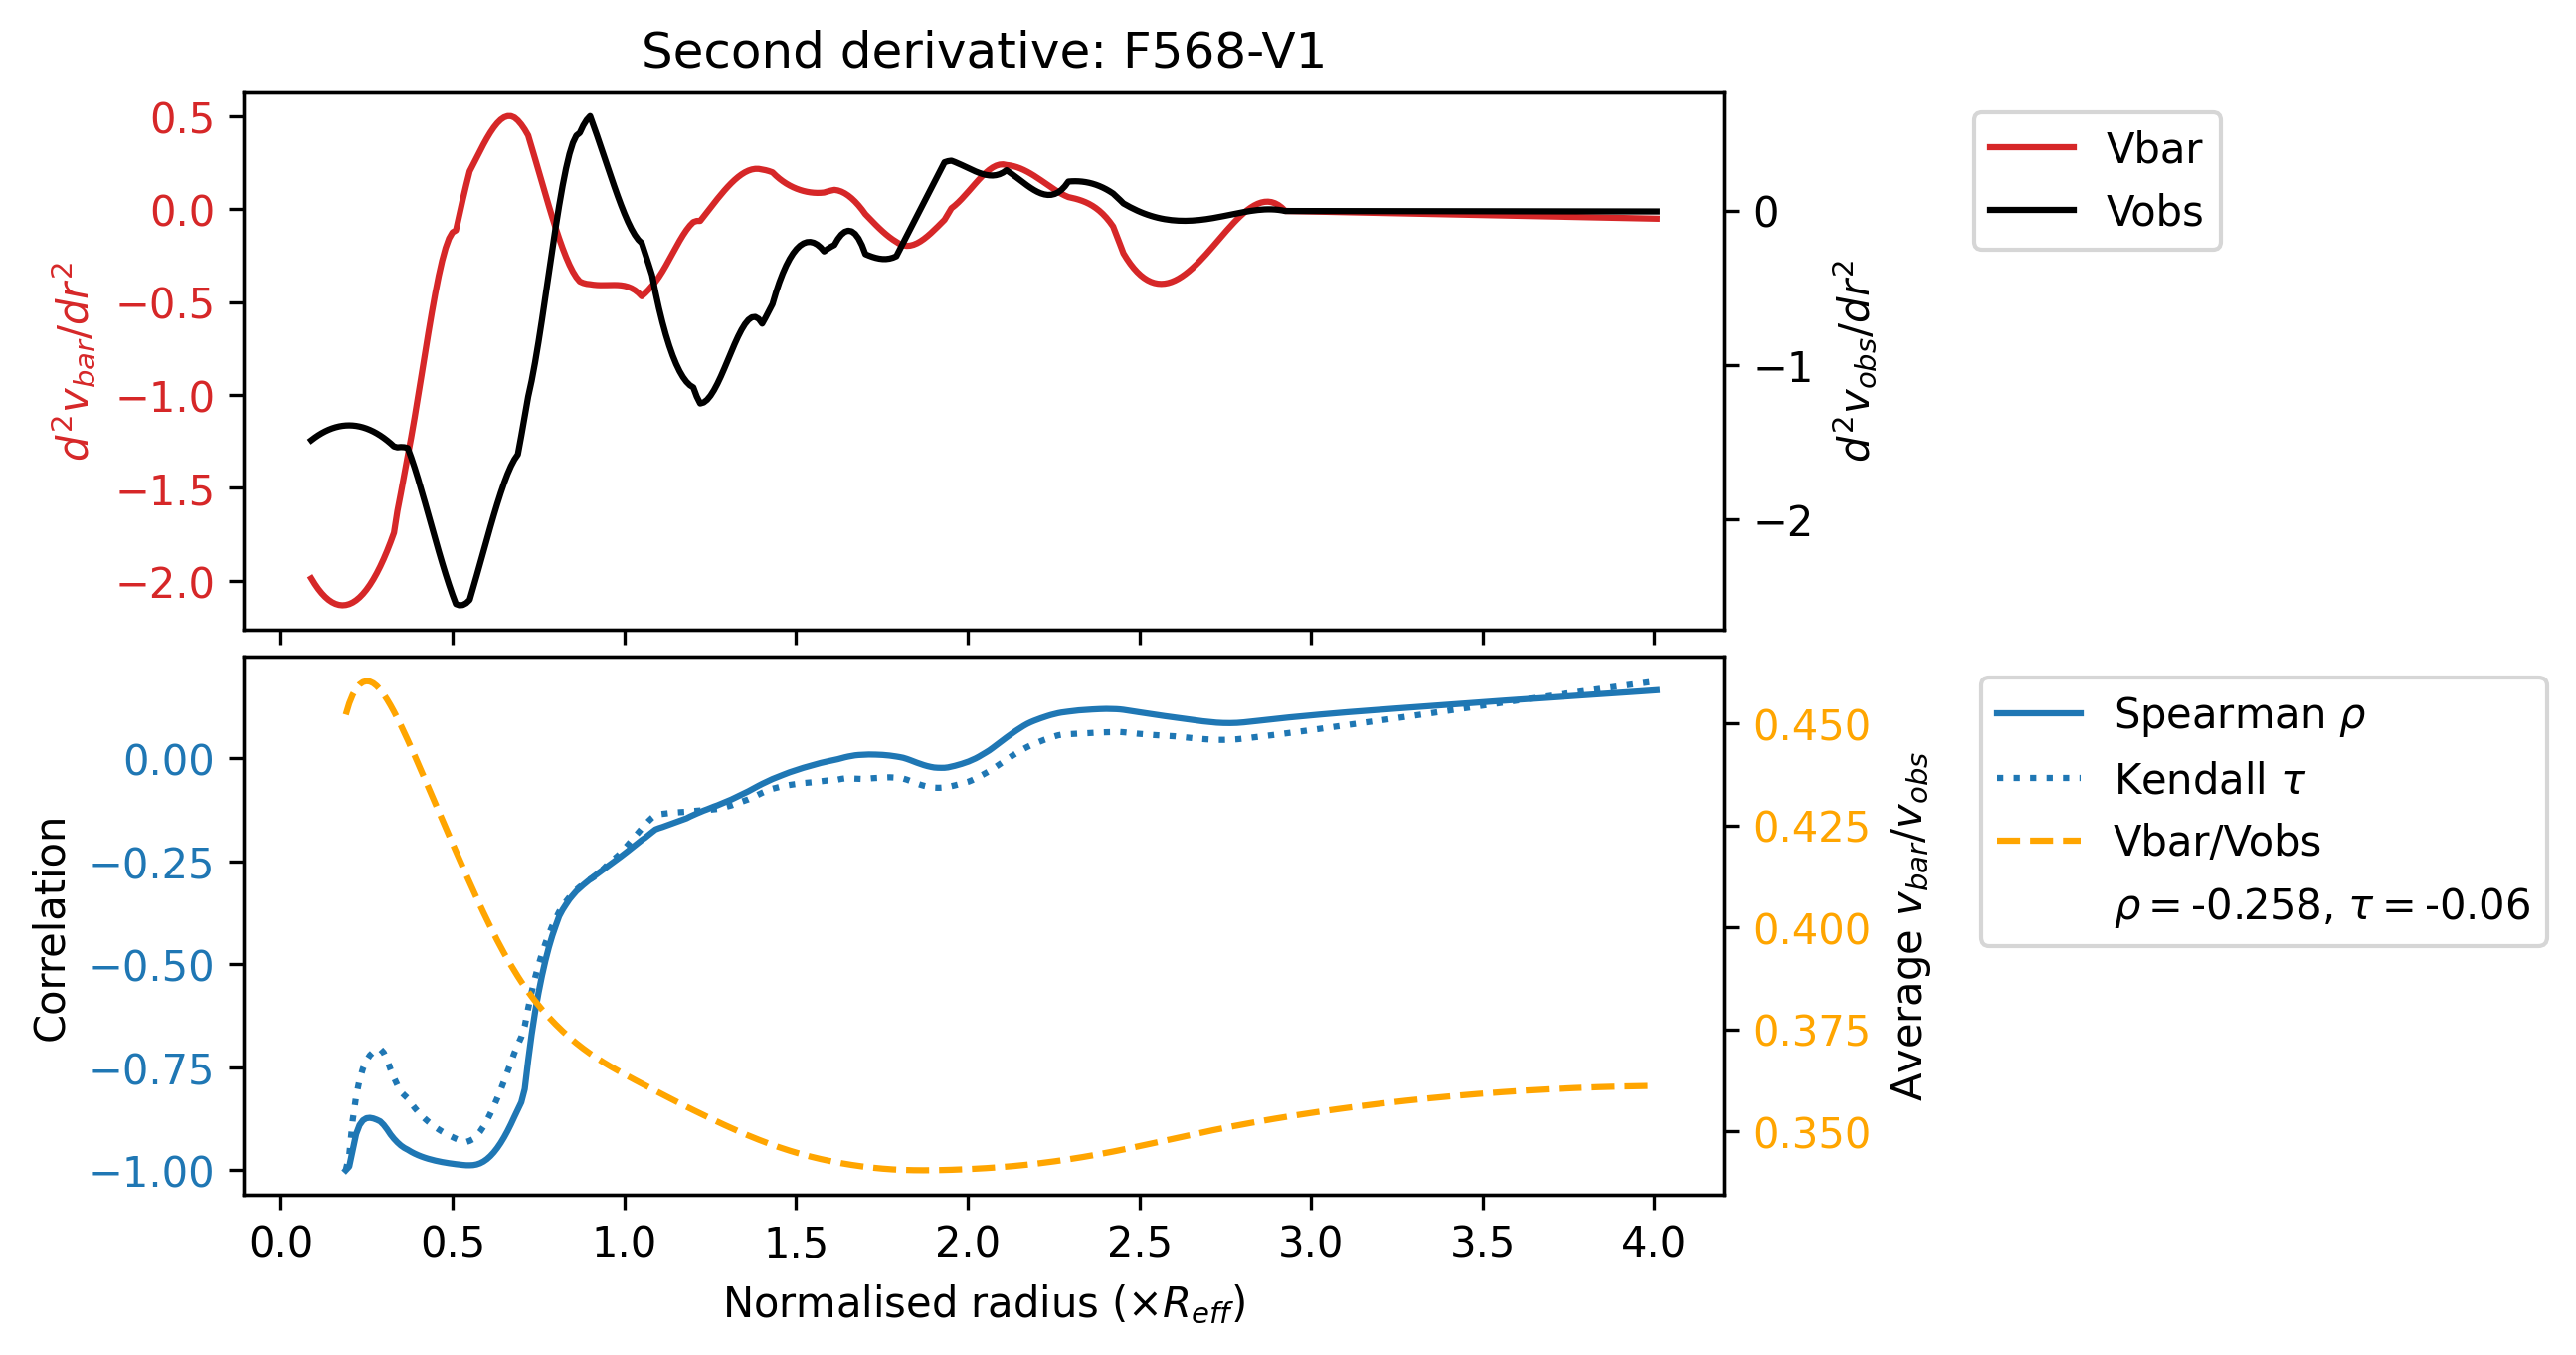 Second derivative: F568-V1
0.5
0.0
−0.5
−1.0
−1.5
−2.0
d²v_bar/dr²
0
−1
−2
d²v_obs/dr²
Vbar
Vobs
0.00
−0.25
−0.50
−0.75
−1.00
Correlation
0.450
0.425
0.400
0.375
0.350
Average v_bar/v_obs
Spearman ρ
Kendall τ
Vbar/Vobs
ρ = -0.258, τ = -0.06
0.0 0.5 1.0 1.5 2.0 2.5 3.0 3.5 4.0
Normalised radius (×R_eff)